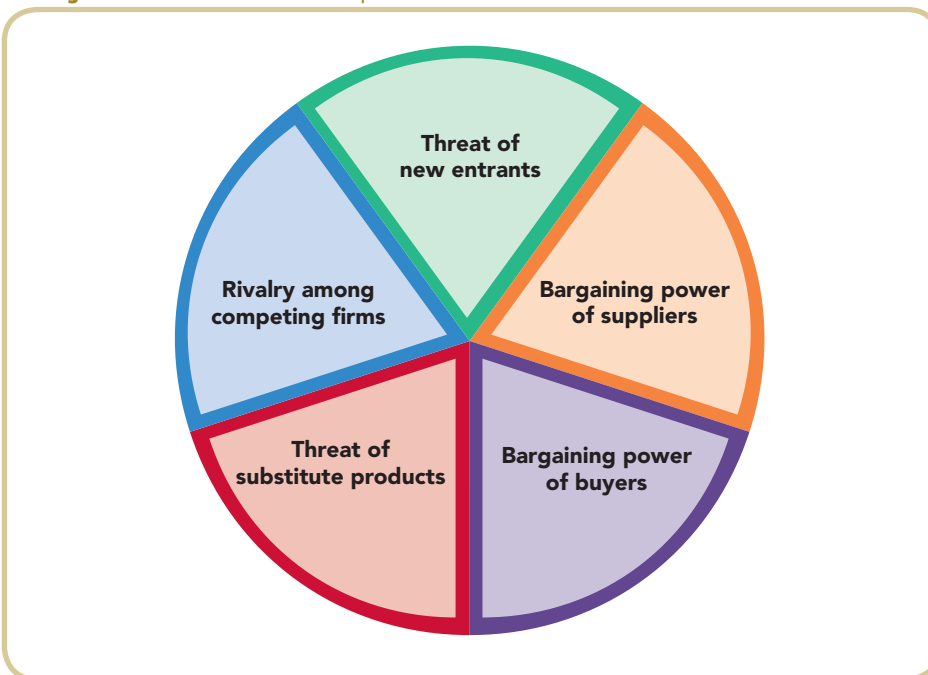 Threat of
new entrants
Rivalry among
competing firms
Bargaining power
of suppliers
Threat of
substitute products
Bargaining power
of buyers